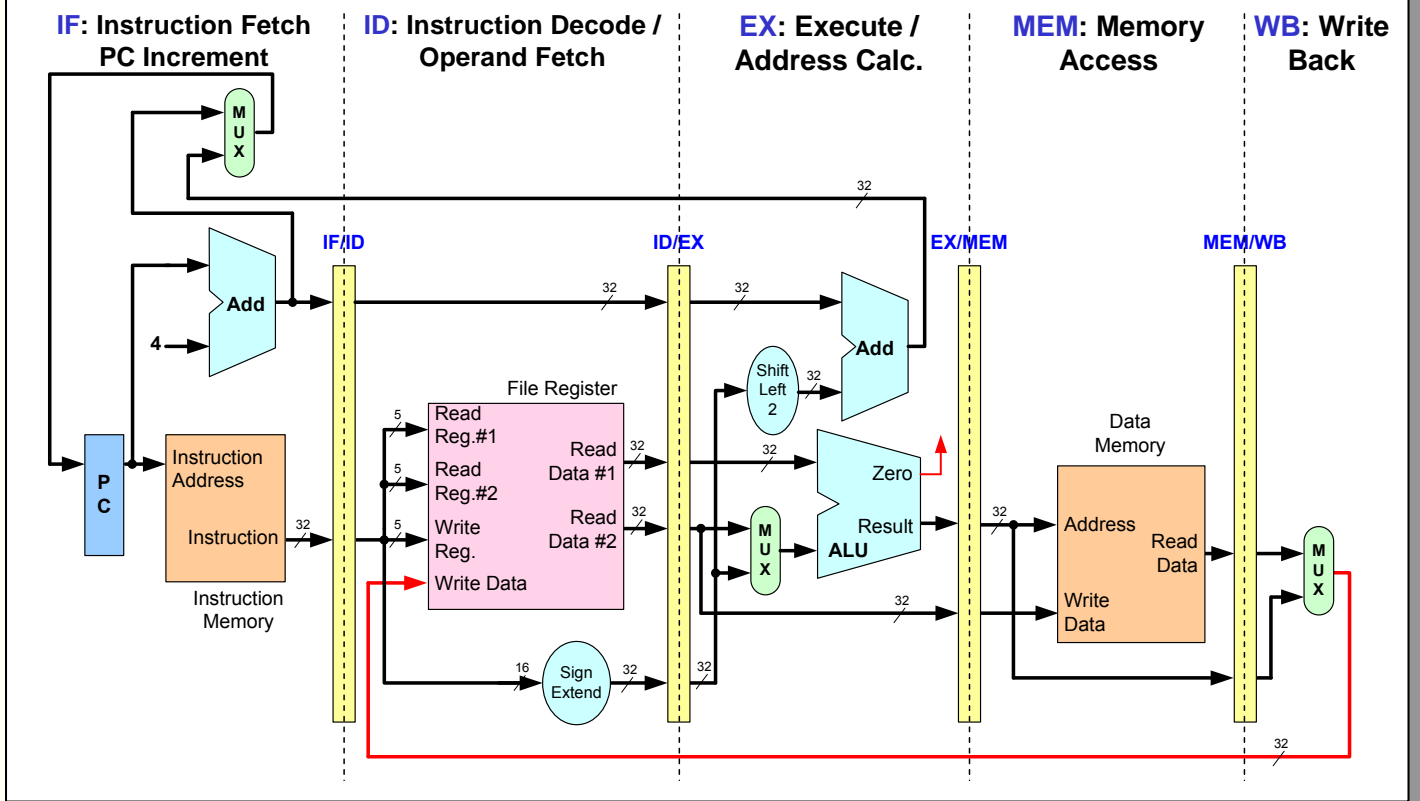 IF: Instruction Fetch
PC Increment
ID: Instruction Decode /
Operand Fetch
EX: Execute /
Address Calc.
MEM: Memory
Access
WB: Write
Back
M
U
X
32
IF/ID
ID/EX
EX/MEM
MEM/WB
Add
4
32
32
Add
Shift
Left
2
32
File Register
Read
Reg.#1
5
Read
Reg.#2
5
Write
Reg.
5
Write Data
Read
Data #1
32
Read
Data #2
32
P
C
Instruction
Address
Instruction
32
Instruction
Memory
32
M
U
X
Zero
Result
ALU
32
32
Data
Memory
Address
Read
Data
Write
Data
M
U
X
16
Sign
Extend
32
32
32